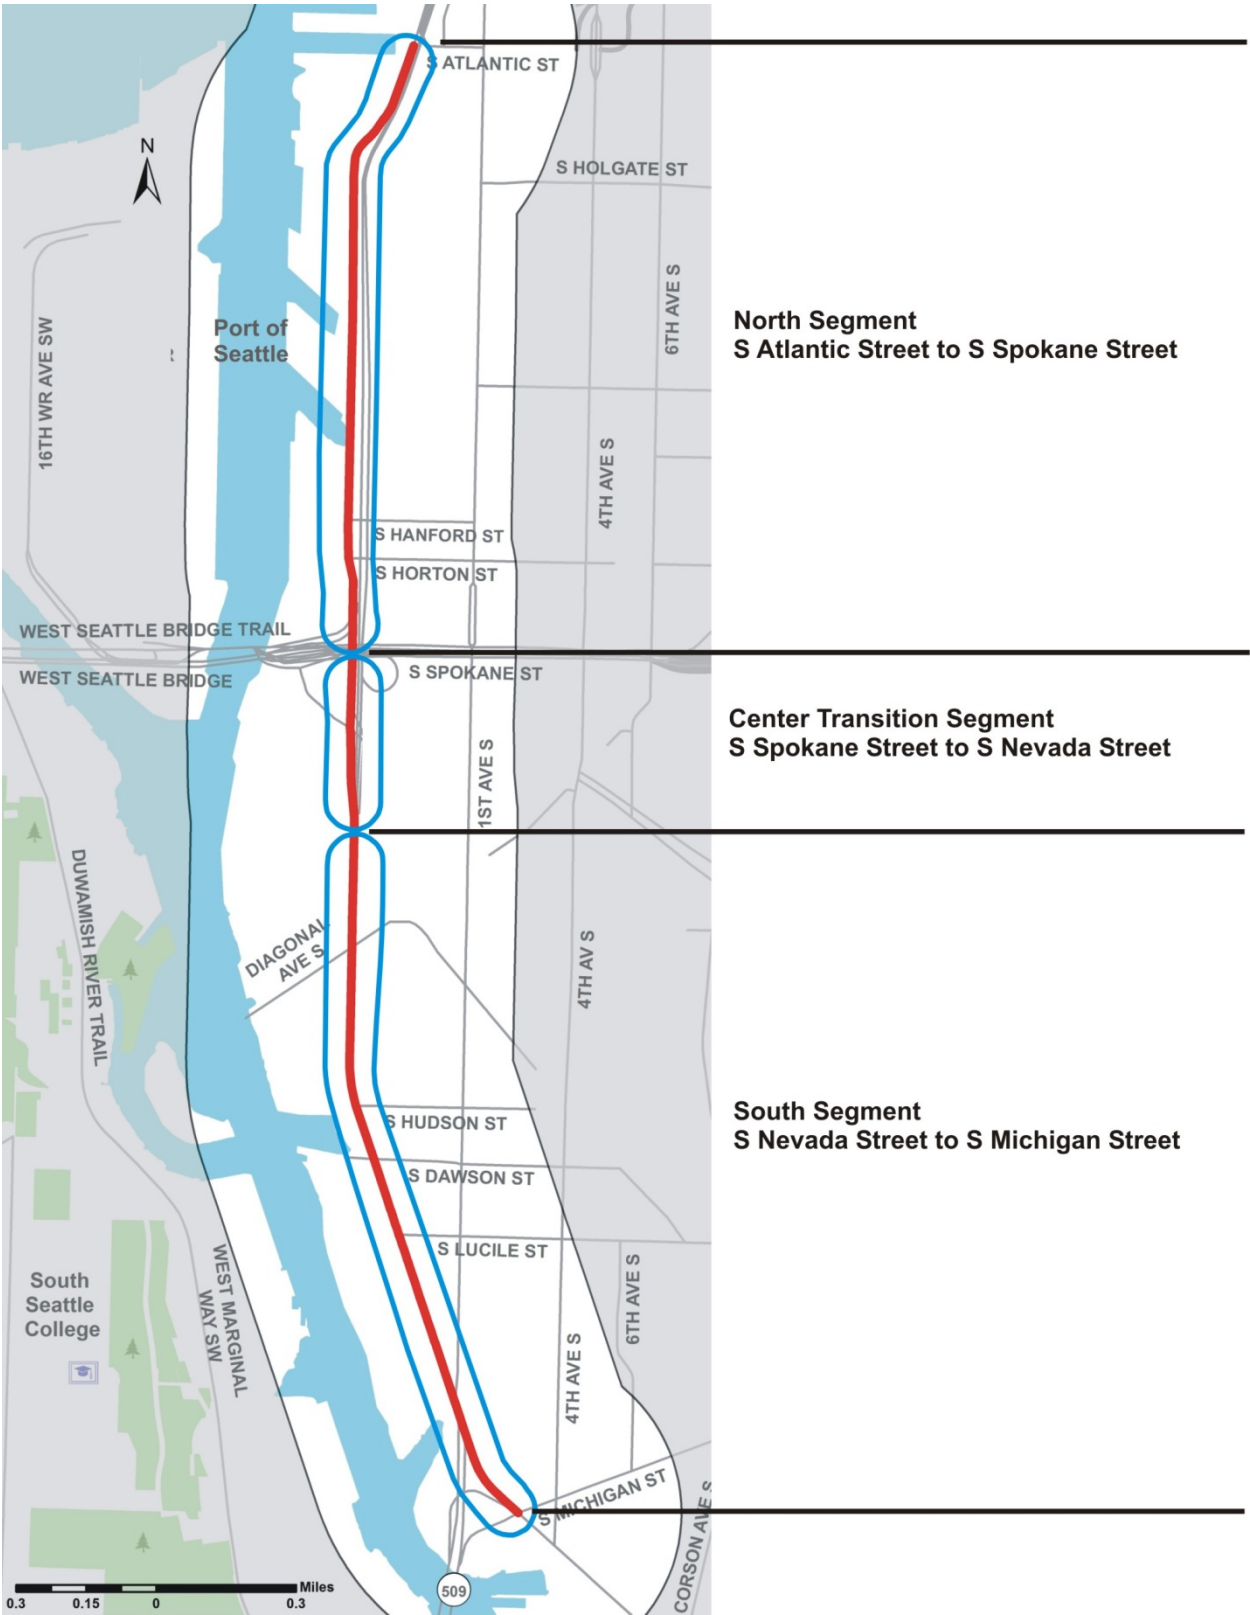 S ATLANTIC ST
N
S HOLGATE ST
6TH AVE S
Port of
Seattle
16TH WR AVE SW
North Segment
S Atlantic Street to S Spokane Street
4TH AVE S
S HANFORD ST
S HORTON ST
WEST SEATTLE BRIDGE TRAIL
WEST SEATTLE BRIDGE
S SPOKANE ST
Center Transition Segment
S Spokane Street to S Nevada Street
1ST AVE S
DUWAMISH RIVER TRAIL
DIAGONAL
AVE S
4TH AV S
S HUDSON ST
South Segment
S Nevada Street to S Michigan Street
S DAWSON ST
S LUCILE ST
WEST MARGINAL
WAY SW
South
Seattle
College
6TH AVE S
4TH AVE S
S MICHIGAN ST
CORSON AVE S
509
Miles
0.3 0.15 0 0.3